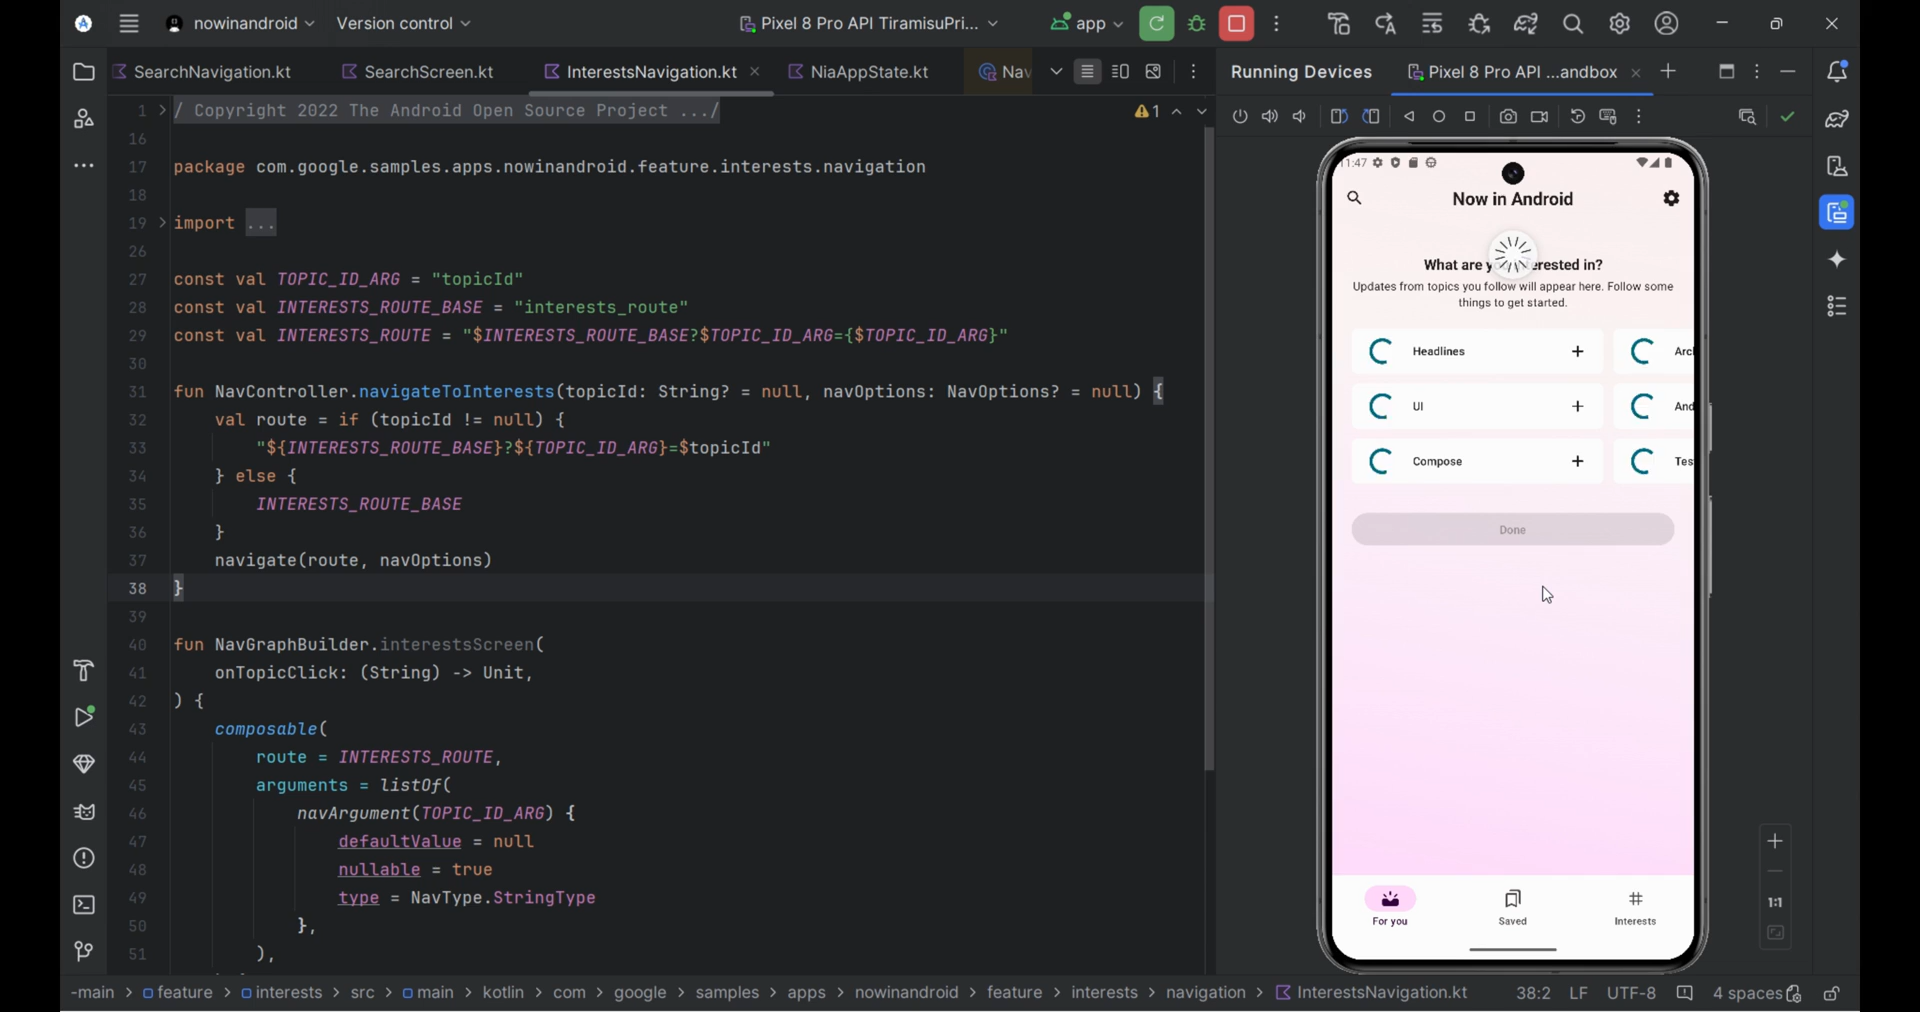 nowinandroid
Version control
Pixel 8 Pro API TiramisuPri...
app
SearchNavigation.kt
SearchScreen.kt
InterestsNavigation.kt
NiaAppState.kt
Nav
Running Devices
Pixel 8 Pro API ...andbox
1 / Copyright 2022 The Android Open Source Project .../
1
16
17 package com.google.samples.apps.nowinandroid.feature.interests.navigation
18
19 import ...
26
27 const val TOPIC_ID_ARG = "topicId"
28 const val INTERESTS_ROUTE_BASE = "interests_route"
29 const val INTERESTS_ROUTE = "$INTERESTS_ROUTE_BASE?$TOPIC_ID_ARG={$TOPIC_ID_ARG}"
30
31 fun NavController.navigateToInterests(topicId: String? = null, navOptions: NavOptions? = null) {
32 val route = if (topicId != null) {
33 "${INTERESTS_ROUTE_BASE}?${TOPIC_ID_ARG}=$topicId"
34 } else {
35 INTERESTS_ROUTE_BASE
36 }
37 navigate(route, navOptions)
38 }
39
40 fun NavGraphBuilder.interestsScreen(
41 onTopicClick: (String) -> Unit,
42 ) {
43 composable(
44 route = INTERESTS_ROUTE,
45 arguments = listOf(
46 navArgument(TOPIC_ID_ARG) {
47 defaultValue = null
48 nullable = true
49 type = NavType.StringType
50 },
51 ),
11:47
Now in Android
What are y erested in?
Updates from topics you follow will appear here. Follow some
things to get started.
Headlines
Arc
UI
And
Compose
Tes
Done
For you
Saved
Interests
1:1
-main > feature > interests > src > main > kotlin > com > google > samples > apps > nowinandroid > feature > interests > navigation > InterestsNavigation.kt
38:2 LF UTF-8 4 spaces